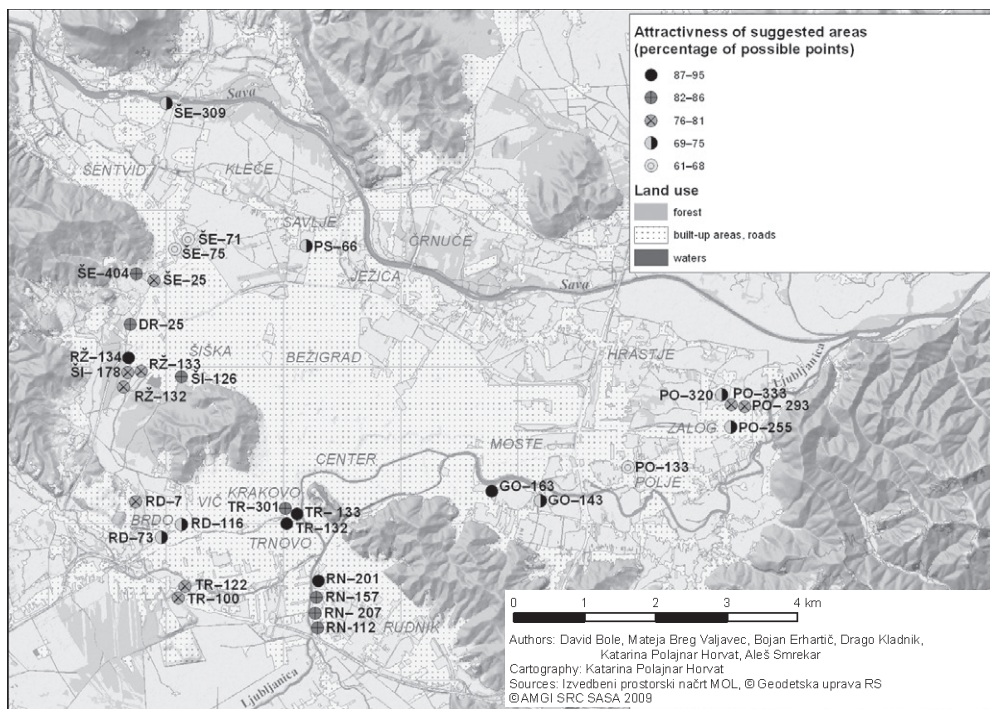 Attractivness of suggested areas
(percentage of possible points)
87–95
82–86
76–81
69–75
61–68
Land use
forest
built-up areas, roads
waters
Sava
ŠE–309
ŠENTVID
KLEČE
SAVLJE
ŠE–71
ŠE–75
PS–66
ČRNUČE
JEŽICA
ŠE–404
ŠE–25
Sava
DR–25
ŠIŠKA
BEŽIGRAD
HRASTJE
Ljubljanica
RŽ–134
RŽ–133
ŠI–178
ŠI–126
RŽ–132
PO–320
PO–333
PO–293
ZALOG
PO–255
MOSTE
CENTER
PO–133
POLJE
GO–163
GO–143
RD–7
VIČ
KRAKOVO
TR–301
TR–133
BRDO
RD–116
TR–132
RD–73
TRNOVO
TR–122
TR–100
RN–201
RN–157
RN–207
RN-112
RUDNIK
Ljubljanica
0 1 2 3 4 km
Authors: David Bole, Mateja Breg Valjavec, Bojan Erhartič, Drago Kladnik,
Katarina Polajnar Horvat, Aleš Smrekar
Cartography: Katarina Polajnar Horvat
Sources: Izvedbeni prostorski načrt MOL, © Geodetska uprava RS
©AMGI SRC SASA 2009